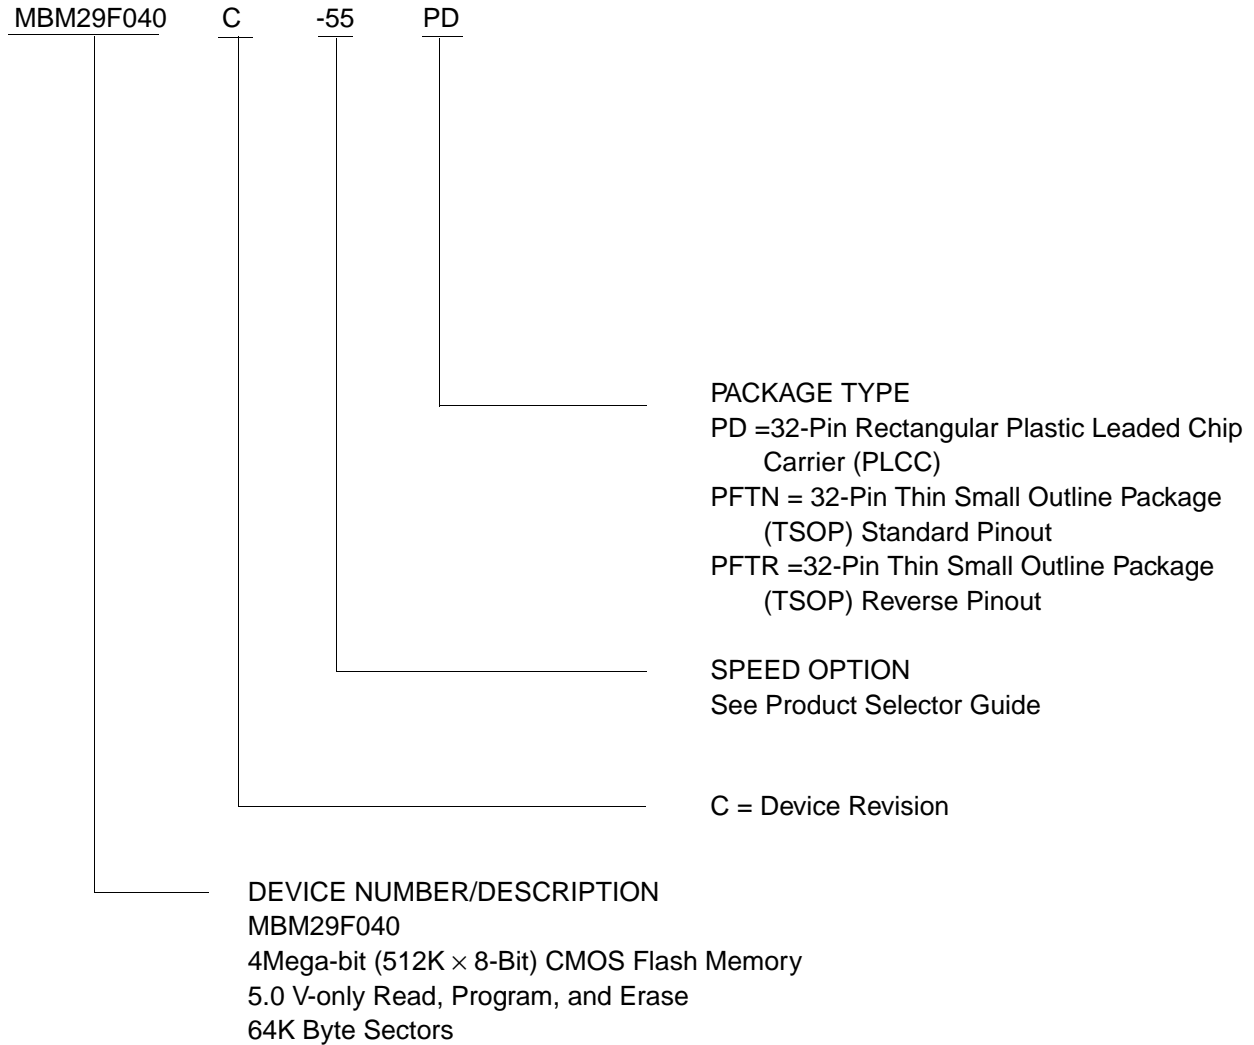 MBM29F040 C -55 PD
PACKAGE TYPE
PD =32-Pin Rectangular Plastic Leaded Chip
Carrier (PLCC)
PFTN = 32-Pin Thin Small Outline Package
(TSOP) Standard Pinout
PFTR =32-Pin Thin Small Outline Package
(TSOP) Reverse Pinout
SPEED OPTION
See Product Selector Guide
C = Device Revision
DEVICE NUMBER/DESCRIPTION
MBM29F040
4Mega-bit (512K × 8-Bit) CMOS Flash Memory
5.0 V-only Read, Program, and Erase
64K Byte Sectors